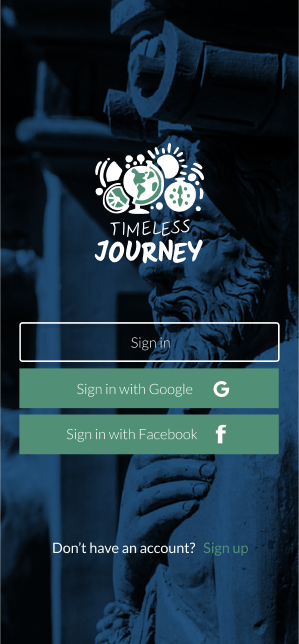 TIMELESS
JOURNEY
Sign in
Sign in with Google
Sign in with Facebook
Don't have an account? Sign up